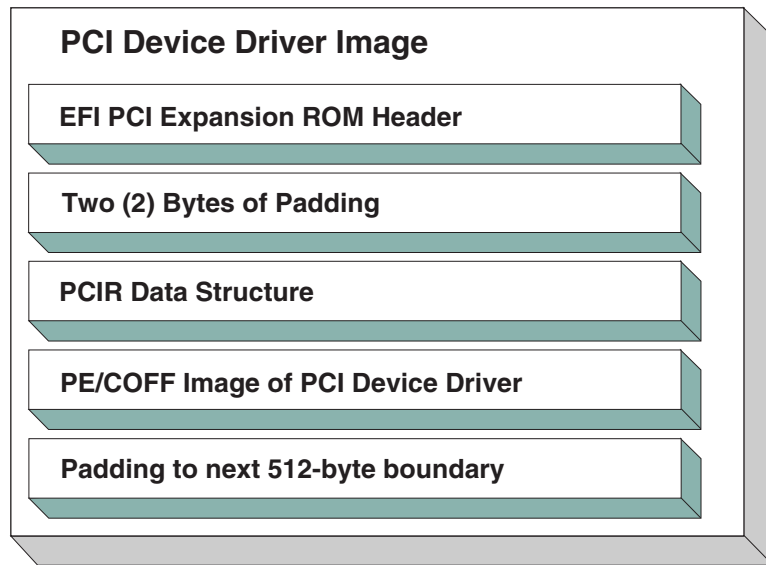 PCI Device Driver Image
EFI PCI Expansion ROM Header
Two (2) Bytes of Padding
PCIR Data Structure
PE/COFF Image of PCI Device Driver
Padding to next 512-byte boundary